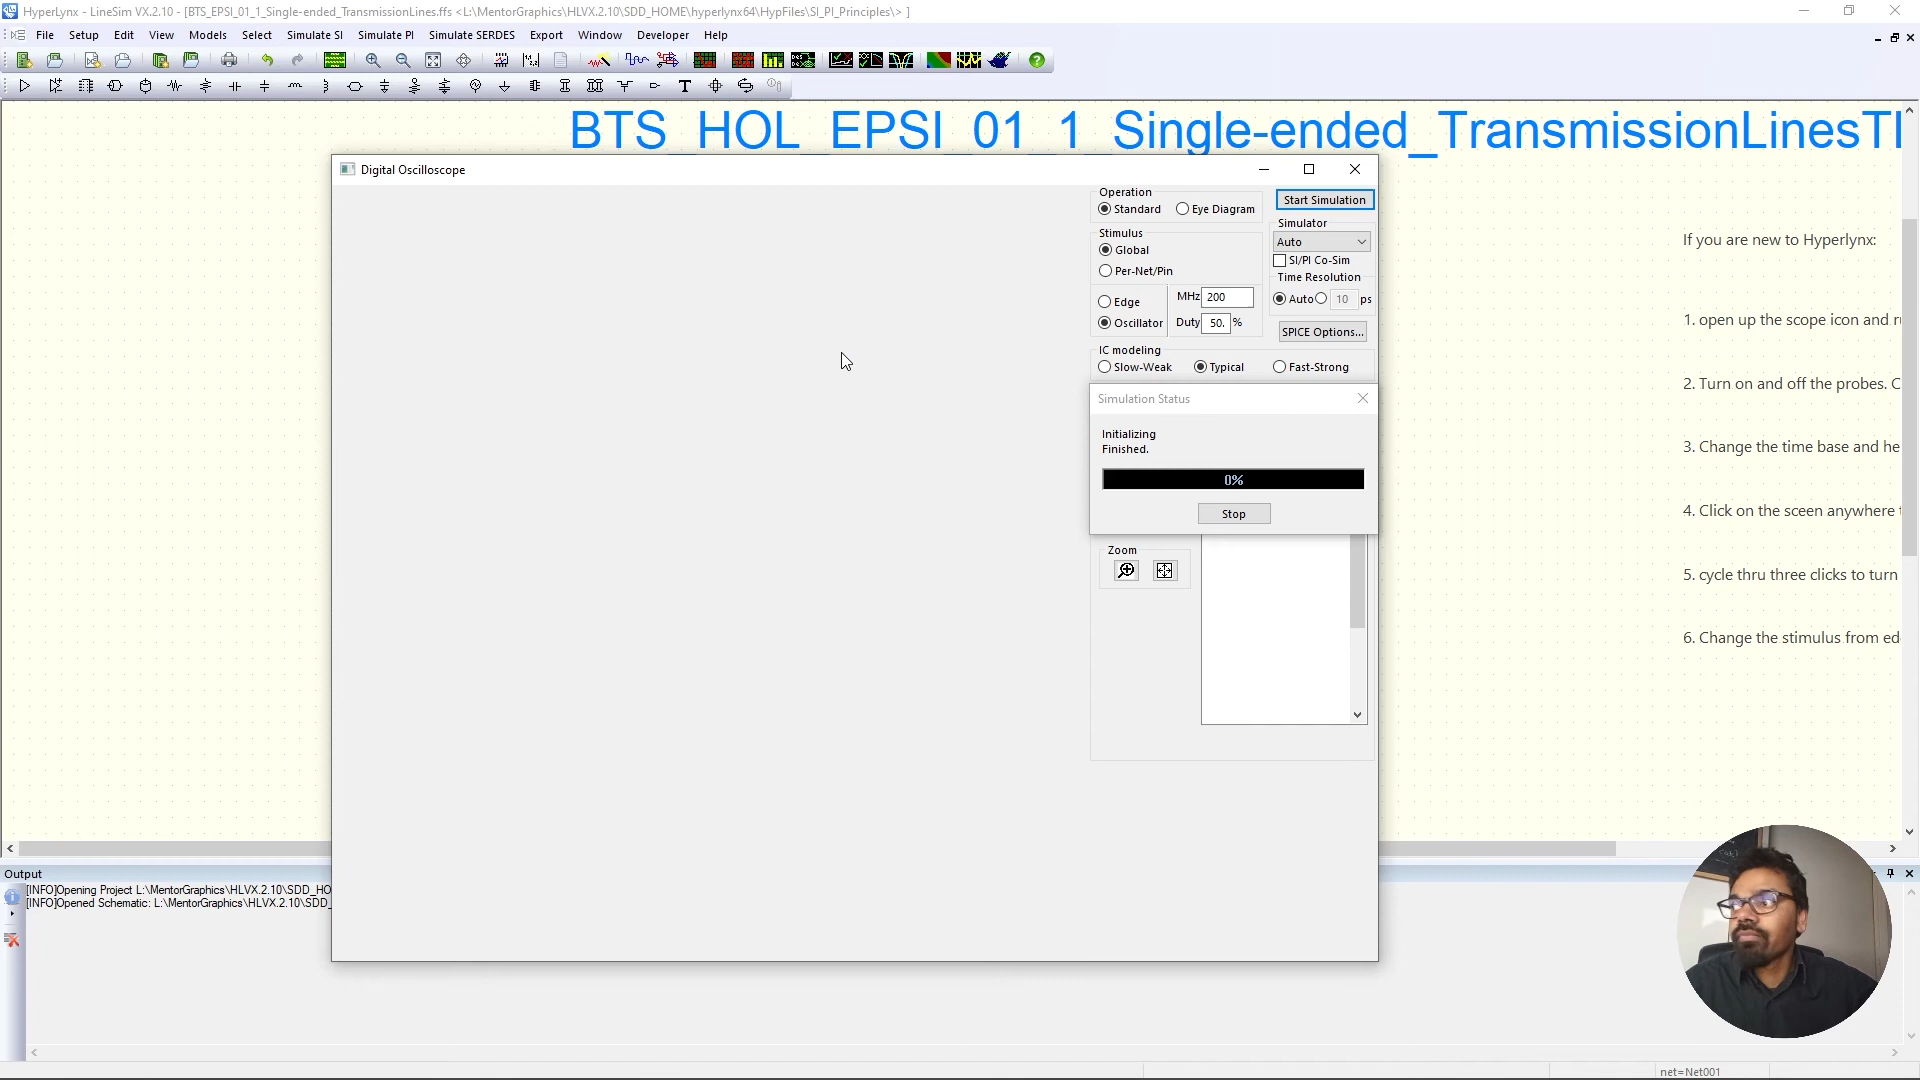 HyperLynx - LineSim VX.2.10 - [BTS_EPSI_01_1_Single-ended_TransmissionLines.ffs <L:\MentorGraphics\HLVX.2.10\SDD_HOME\hyperlynx64\HypFiles\SI_PI_Principles\> ]
File Setup Edit View Models Select Simulate SI Simulate PI Simulate SERDES Export Window Developer Help
BTS_HOL_EPSI_01_1_Single-ended_TransmissionLines
Digital Oscilloscope
Operation
Standard Eye Diagram
Start Simulation
Stimulus
Global
Per-Net/Pin
Simulator
Auto
SI/PI Co-Sim
Time Resolution
Auto 10 ps
Edge
Oscillator
MHz 200
Duty 50. %
SPICE Options...
IC modeling
Slow-Weak Typical Fast-Strong
Simulation Status
Initializing
Finished.
0%
Stop
Zoom
If you are new to Hyperlynx:
1. open up the scope icon and
2. Turn on and off the probes.
3. Change the time base and
4. Click on the sceen anywhere
5. cycle thru three clicks to turn
6. Change the stimulus from
Output
[INFO]Opening Project L:\MentorGraphics\HLVX.2.10\SDD_HO
[INFO]Opened Schematic: L:\MentorGraphics\HLVX.2.10\SDD_
net=Net001